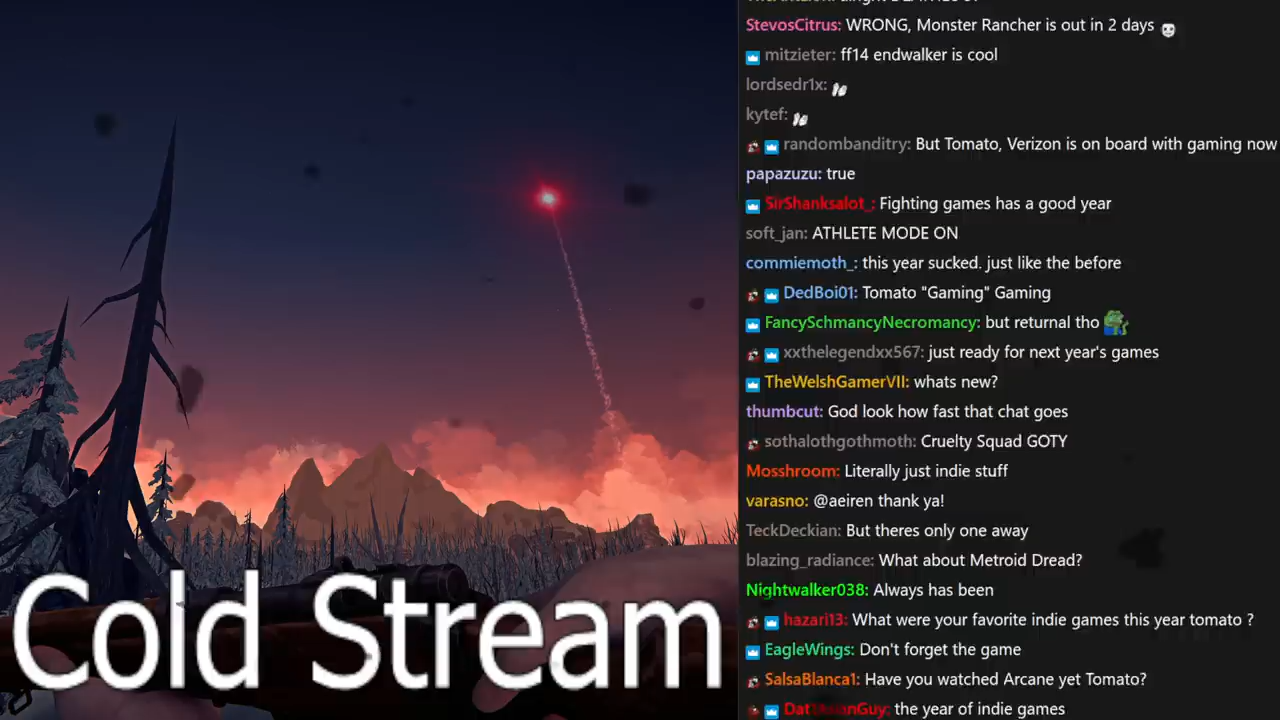 StevosCitrus: WRONG, Monster Rancher is out in 2 days
mitzieter: ff14 endwalker is cool
lordsedr1x:
kytef:
randombanditry: But Tomato, Verizon is on board with gaming now
papazuzu: true
SirShanksalot_: Fighting games has a good year
soft_jan: ATHLETE MODE ON
commiemoth_: this year sucked. just like the before
DedBoi01: Tomato "Gaming" Gaming
FancySchmancyNecromancy: but returnal tho
xxthelegendxx567: just ready for next year's games
TheWelshGamerVII: whats new?
thumbcut: God look how fast that chat goes
sothalothgothmoth: Cruelty Squad GOTY
Mosshroom: Literally just indie stuff
varasno: @aeiren thank ya!
TeckDeckian: But theres only one away
blazing_radiance: What about Metroid Dread?
Nightwalker038: Always has been
hazari13: What were your favorite indie games this year tomato ?
EagleWings: Don't forget the game
SalsaBlanca1: Have you watched Arcane yet Tomato?
the year of indie games
Cold Stream